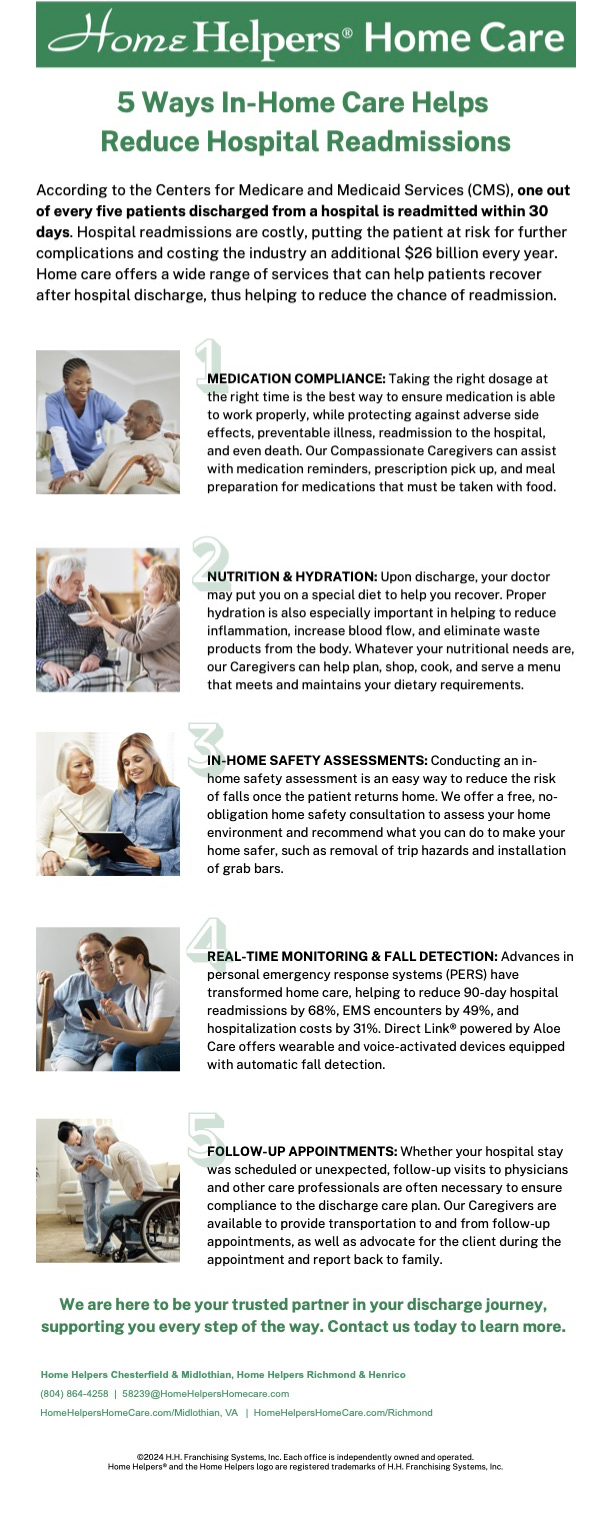 Home Helpers® Home Care
5 Ways In-Home Care Helps
Reduce Hospital Readmissions
According to the Centers for Medicare and Medicaid Services (CMS), one out
of every five patients discharged from a hospital is readmitted within 30
days. Hospital readmissions are costly, putting the patient at risk for further
complications and costing the industry an additional $26 billion every year.
Home care offers a wide range of services that can help patients recover
after hospital discharge, thus helping to reduce the chance of readmission.
1
MEDICATION COMPLIANCE: Taking the right dosage at
the right time is the best way to ensure medication is able
to work properly, while protecting against adverse side
effects, preventable illness, readmission to the hospital,
and even death. Our Compassionate Caregivers can assist
with medication reminders, prescription pick up, and meal
preparation for medications that must be taken with food.
2
NUTRITION & HYDRATION: Upon discharge, your doctor
may put you on a special diet to help you recover. Proper
hydration is also especially important in helping to reduce
inflammation, increase blood flow, and eliminate waste
products from the body. Whatever your nutritional needs are,
our Caregivers can help plan, shop, cook, and serve a menu
that meets and maintains your dietary requirements.
3
IN-HOME SAFETY ASSESSMENTS: Conducting an in-
home safety assessment is an easy way to reduce the risk
of falls once the patient returns home. We offer a free, no-
obligation home safety consultation to assess your home
environment and recommend what you can do to make your
home safer, such as removal of trip hazards and installation
of grab bars.
4
REAL-TIME MONITORING & FALL DETECTION: Advances in
personal emergency response systems (PERS) have
transformed home care, helping to reduce 90-day hospital
readmissions by 68%, EMS encounters by 49%, and
hospitalization costs by 31%. Direct Link® powered by Aloe
Care offers wearable and voice-activated devices equipped
with automatic fall detection.
5
FOLLOW-UP APPOINTMENTS: Whether your hospital stay
was scheduled or unexpected, follow-up visits to physicians
and other care professionals are often necessary to ensure
compliance to the discharge care plan. Our Caregivers are
available to provide transportation to and from follow-up
appointments, as well as advocate for the client during the
appointment and report back to family.
We are here to be your trusted partner in your discharge journey,
supporting you every step of the way. Contact us today to learn more.
Home Helpers Chesterfield & Midlothian, Home Helpers Richmond & Henrico
(804) 864-4258 | 58239@HomeHelpersHomecare.com
HomeHelpersHomeCare.com/Midlothian, VA | HomeHelpersHomeCare.com/Richmond
©2024 H.H. Franchising Systems, Inc. Each office is independently owned and operated.
Home Helpers® and the Home Helpers logo are registered trademarks of H.H. Franchising Systems, Inc.